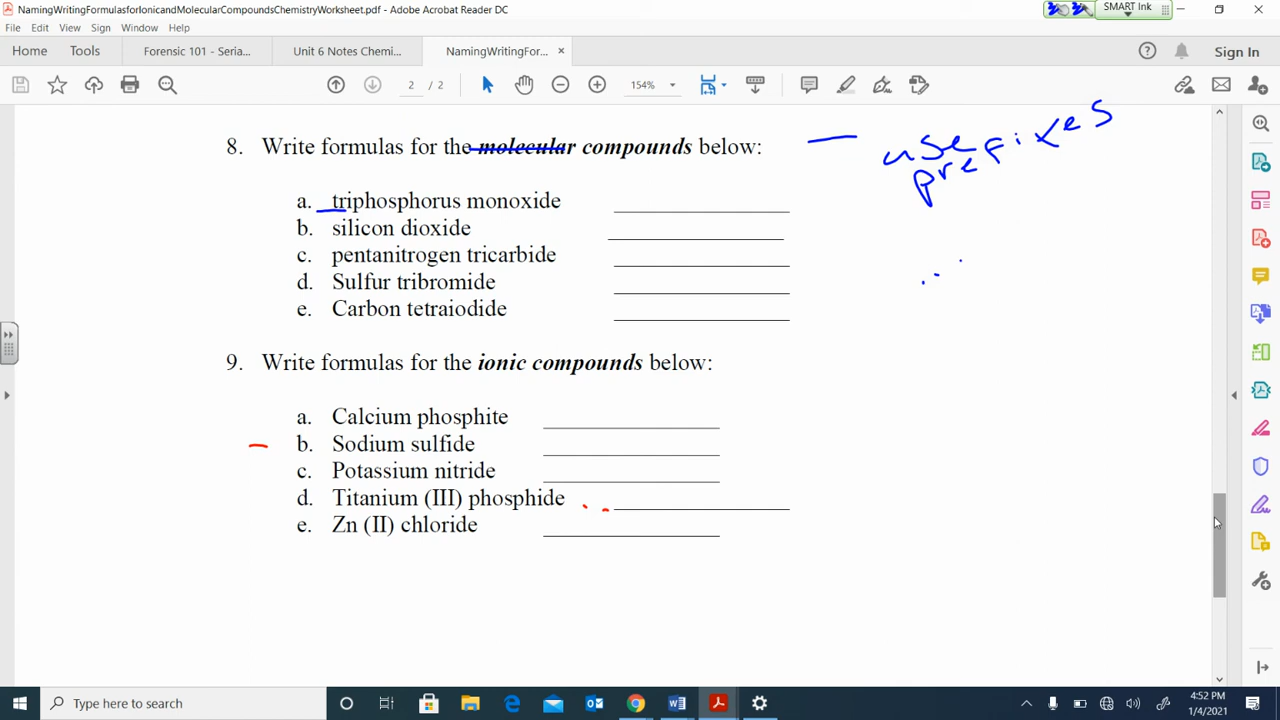 NamingWritingFormulasforIonicandMolecularCompoundsChemistryWorksheet.pdf - Adobe Acrobat Reader DC
SMART Ink
File Edit View Sign Window Help
Home Tools Forensic 101 - Seria... Unit 6 Notes Chemi... NamingWritingFor... × Sign In
2 / 2 154%
8. Write formulas for the molecular compounds below:
use prefixes
a. triphosphorus monoxide
b. silicon dioxide
c. pentanitrogen tricarbide
d. Sulfur tribromide
e. Carbon tetraiodide
9. Write formulas for the ionic compounds below:
a. Calcium phosphite
b. Sodium sulfide
c. Potassium nitride
d. Titanium (III) phosphide
e. Zn (II) chloride
Type here to search
4:52 PM
1/4/2021